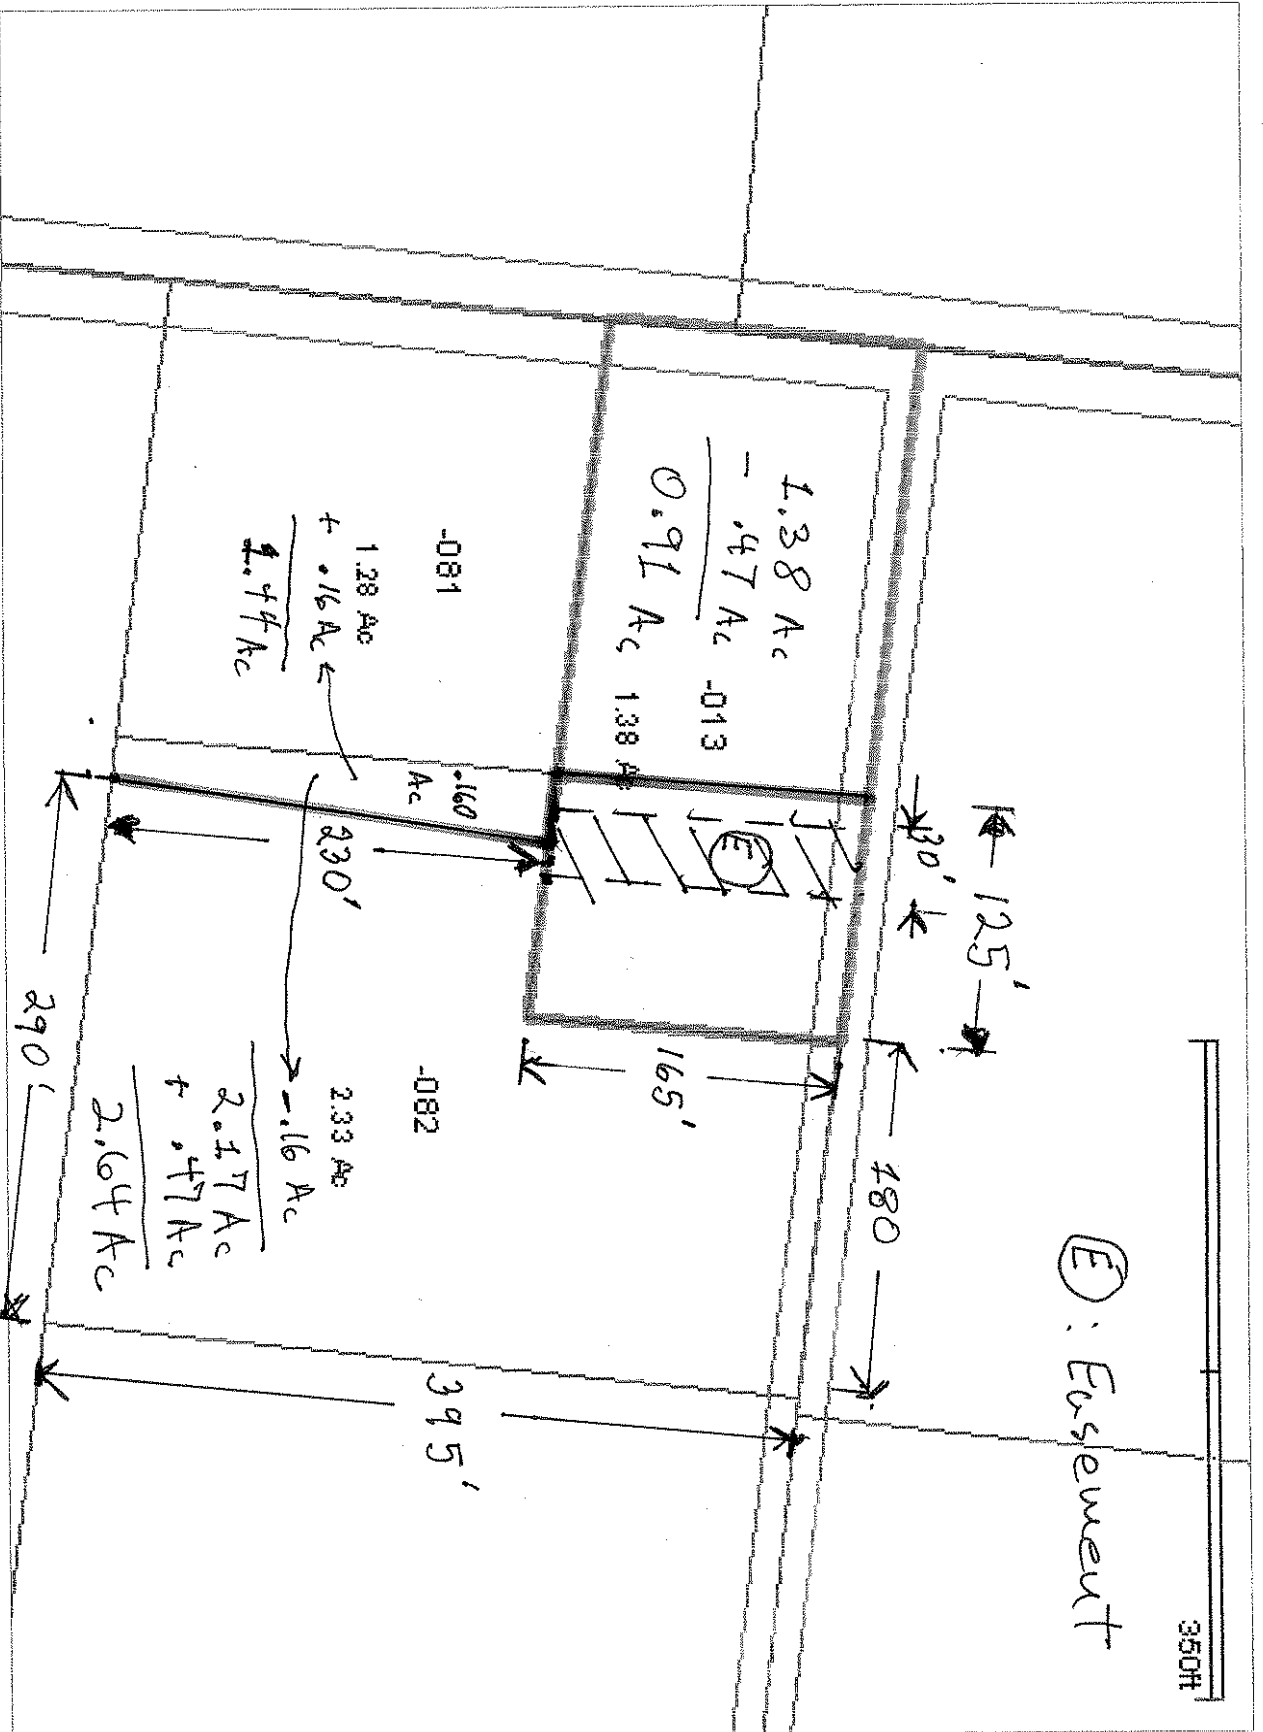 350ft
Ⓔ : Easement
125'
30'
180
1.38 Ac
- .47 Ac
0.91 Ac
-013
1.38 Ac
E
165'
-081
1.28 Ac
+ .16 Ac
1.44 Ac
.160
Ac
230'
-082
2.33 Ac
-.16 Ac
2.17 Ac
+ .47 Ac
2.64 Ac
290'
395'